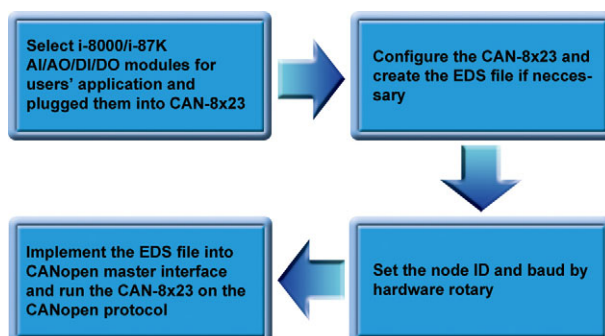 Select i-8000/i-87K
AI/AO/DI/DO modules for
users' application and
plugged them into CAN-8x23
Configure the CAN-8x23 and
create the EDS file if necces-
sary
Set the node ID and baud by
hardware rotary
Implement the EDS file into
CANopen master interface
and run the CAN-8x23 on the
CANopen protocol